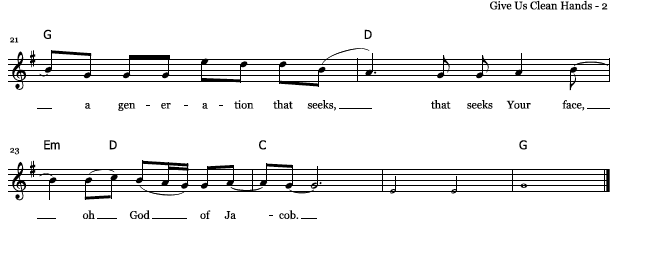 Give Us Clean Hands - 2
G D
21
a gen - er - a - tion that seeks, that seeks Your face,
Em D C G
23
oh God of Ja - cob.